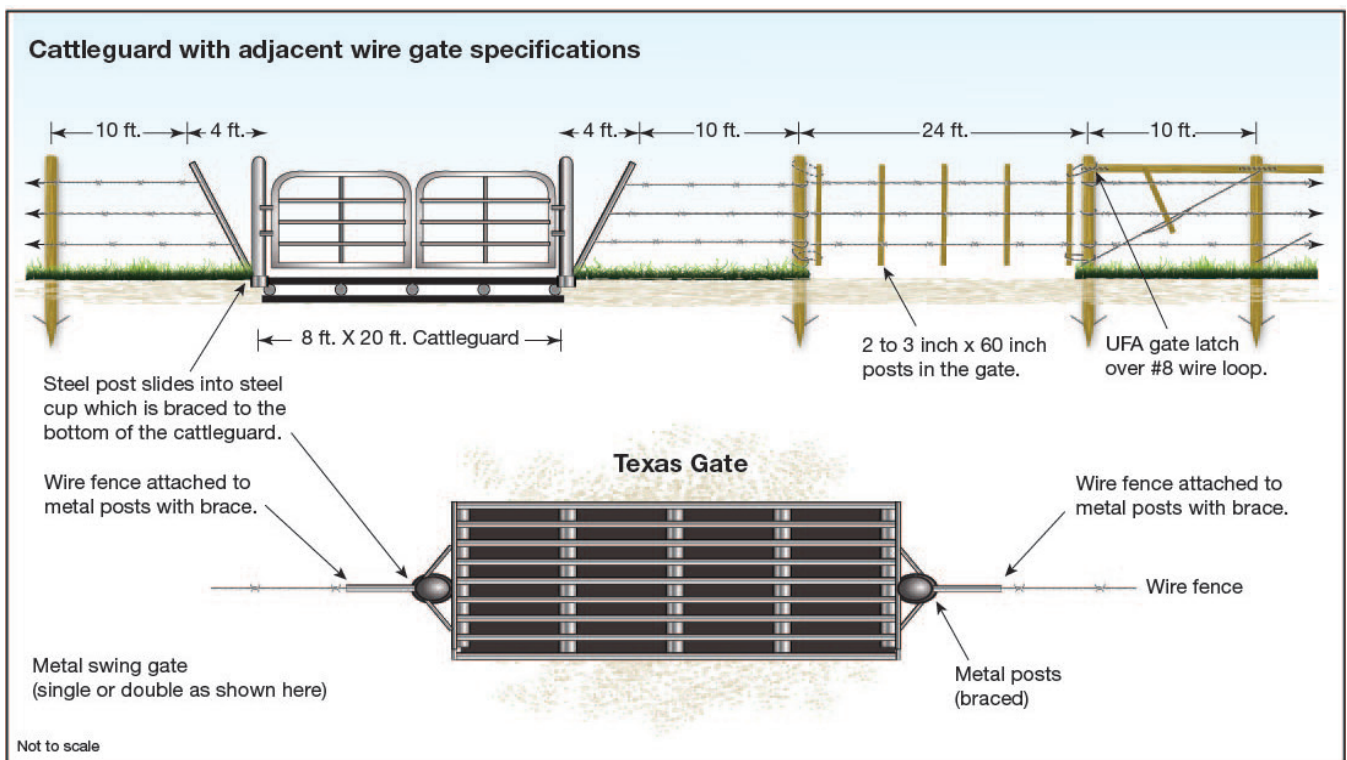 Cattleguard with adjacent wire gate specifications
10 ft.
4 ft.
4 ft.
10 ft.
24 ft.
10 ft.
8 ft. X 20 ft. Cattleguard
2 to 3 inch x 60 inch
posts in the gate.
UFA gate latch
over #8 wire loop.
Steel post slides into steel
cup which is braced to the
bottom of the cattleguard.
Texas Gate
Wire fence attached to
metal posts with brace.
Wire fence attached to
metal posts with brace.
Wire fence
Metal swing gate
(single or double as shown here)
Metal posts
(braced)
Not to scale